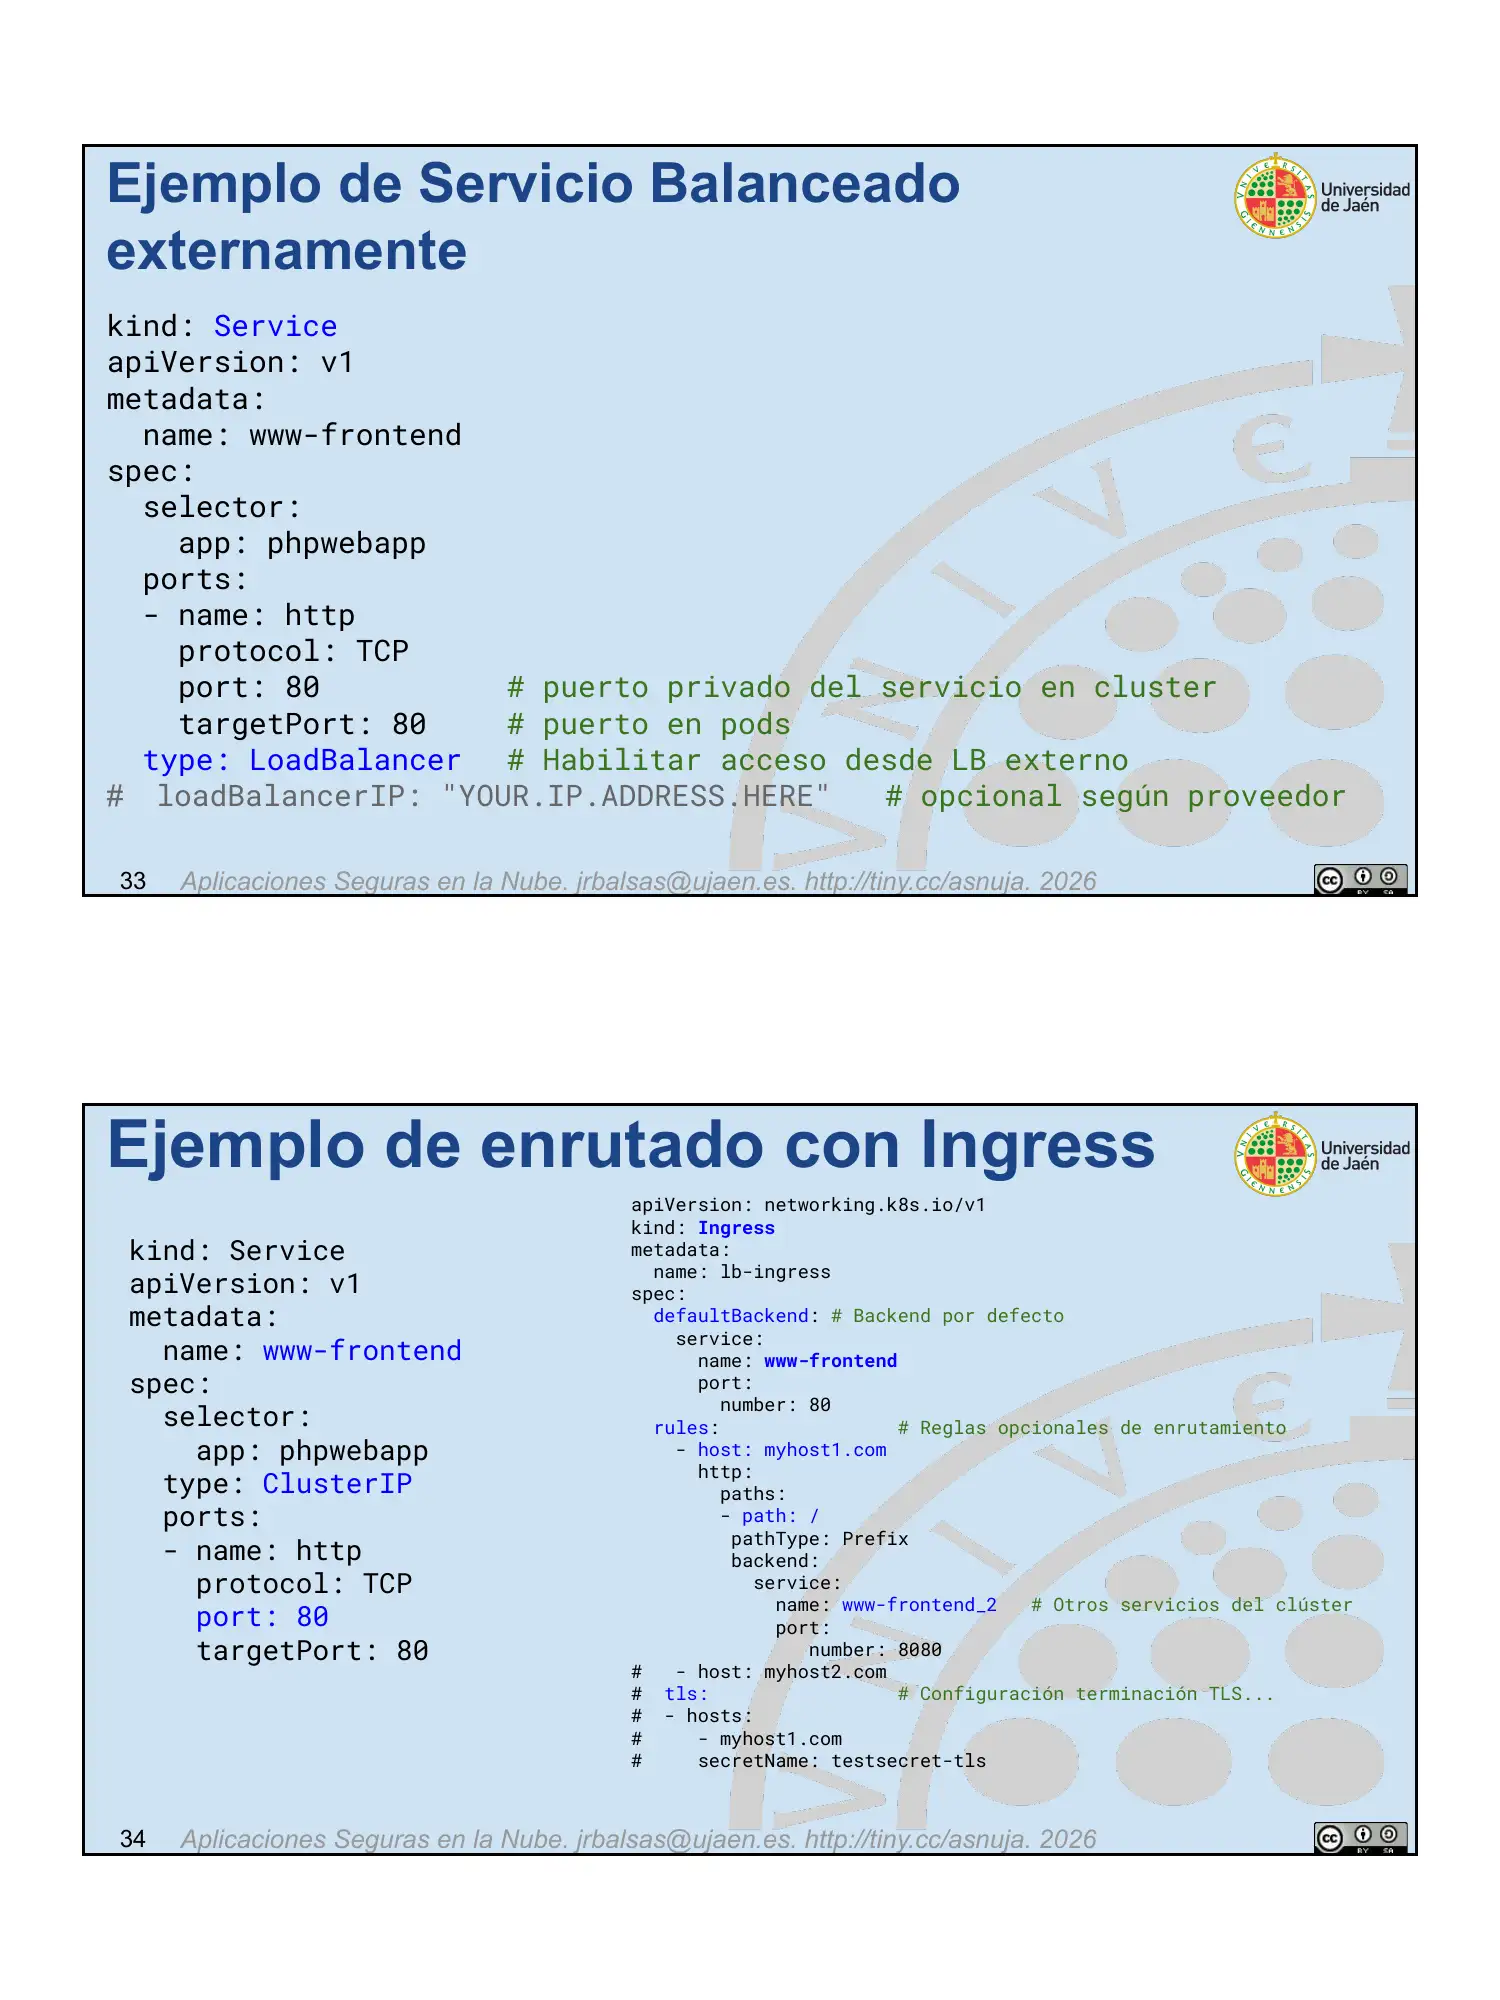 Ejemplo de Servicio Balanceado
externamente
Universidad
de Jaén
kind: Service
apiVersion: v1
metadata:
  name: www-frontend
spec:
  selector:
    app: phpwebapp
  ports:
  - name: http
    protocol: TCP
    port: 80 # puerto privado del servicio en cluster
    targetPort: 80 # puerto en pods
  type: LoadBalancer # Habilitar acceso desde LB externo
#  loadBalancerIP: "YOUR.IP.ADDRESS.HERE" # opcional según proveedor
33 Aplicaciones Seguras en la Nube. jrbalsas@ujaen.es. http://tiny.cc/asnuja. 2026
cc BY SA
Ejemplo de enrutado con Ingress
Universidad
de Jaén
kind: Service
apiVersion: v1
metadata:
  name: www-frontend
spec:
  selector:
    app: phpwebapp
  type: ClusterIP
  ports:
  - name: http
    protocol: TCP
    port: 80
    targetPort: 80
apiVersion: networking.k8s.io/v1
kind: Ingress
metadata:
  name: lb-ingress
spec:
  defaultBackend: # Backend por defecto
    service:
      name: www-frontend
      port:
        number: 80
  rules: # Reglas opcionales de enrutamiento
    - host: myhost1.com
      http:
        paths:
        - path: /
         pathType: Prefix
         backend:
           service:
             name: www-frontend_2 # Otros servicios del clúster
             port:
                number: 8080
#   - host: myhost2.com
#  tls: # Configuración terminación TLS...
#  - hosts:
#     - myhost1.com
#     secretName: testsecret-tls
34 Aplicaciones Seguras en la Nube. jrbalsas@ujaen.es. http://tiny.cc/asnuja. 2026
cc BY SA